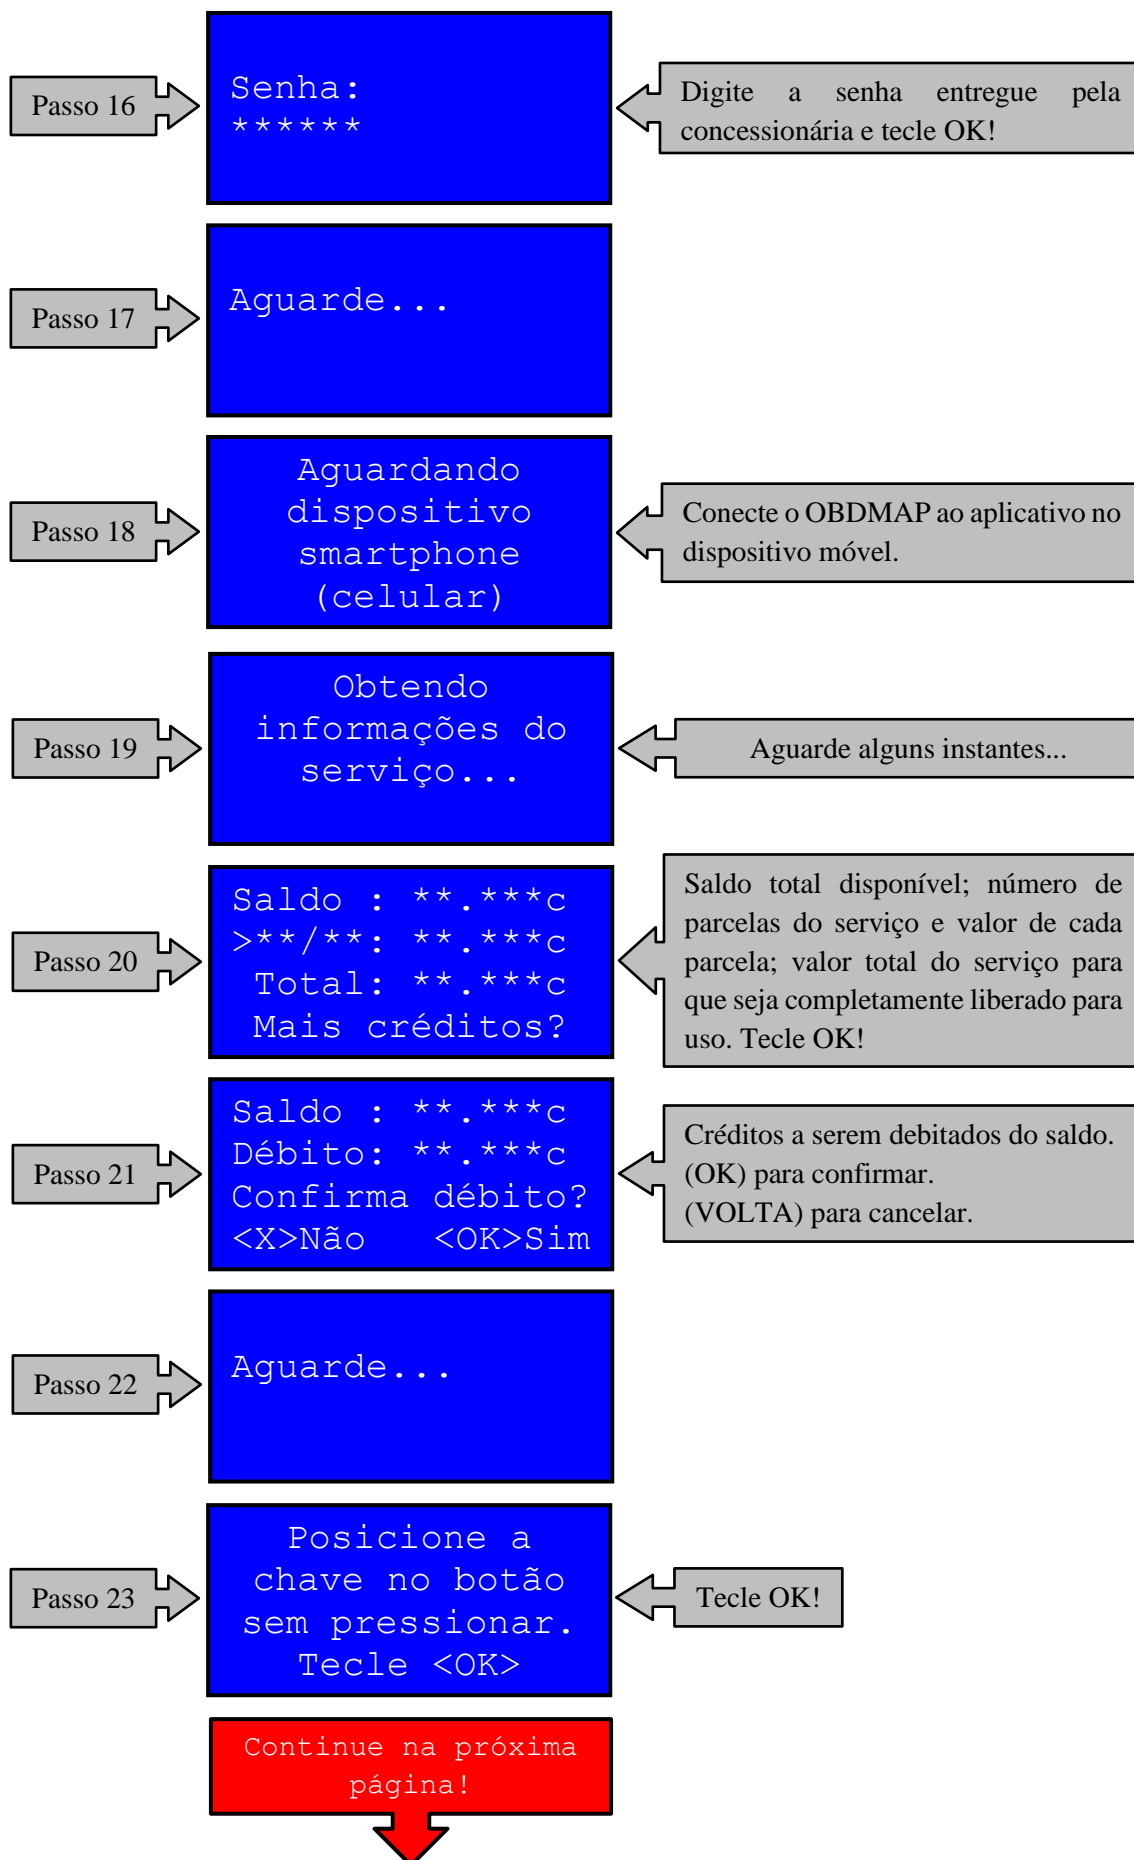 Passo 16
Senha:
******
Digite a senha entregue pela
concessionária e tecle OK!
Passo 17
Aguarde...
Passo 18
Aguardando
dispositivo
smartphone
(celular)
Conecte o OBDMAP ao aplicativo no
dispositivo móvel.
Passo 19
Obtendo
informações do
serviço...
Aguarde alguns instantes...
Passo 20
Saldo : **.***c
>**/**: **.***c
Total: **.***c
Mais créditos?
Saldo total disponível; número de
parcelas do serviço e valor de cada
parcela; valor total do serviço para
que seja completamente liberado para
uso. Tecle OK!
Passo 21
Saldo : **.***c
Débito: **.***c
Confirma débito?
<X>Não <OK>Sim
Créditos a serem debitados do saldo.
(OK) para confirmar.
(VOLTA) para cancelar.
Passo 22
Aguarde...
Passo 23
Posicione a
chave no botão
sem pressionar.
Tecle <OK>
Tecle OK!
Continue na próxima
página!